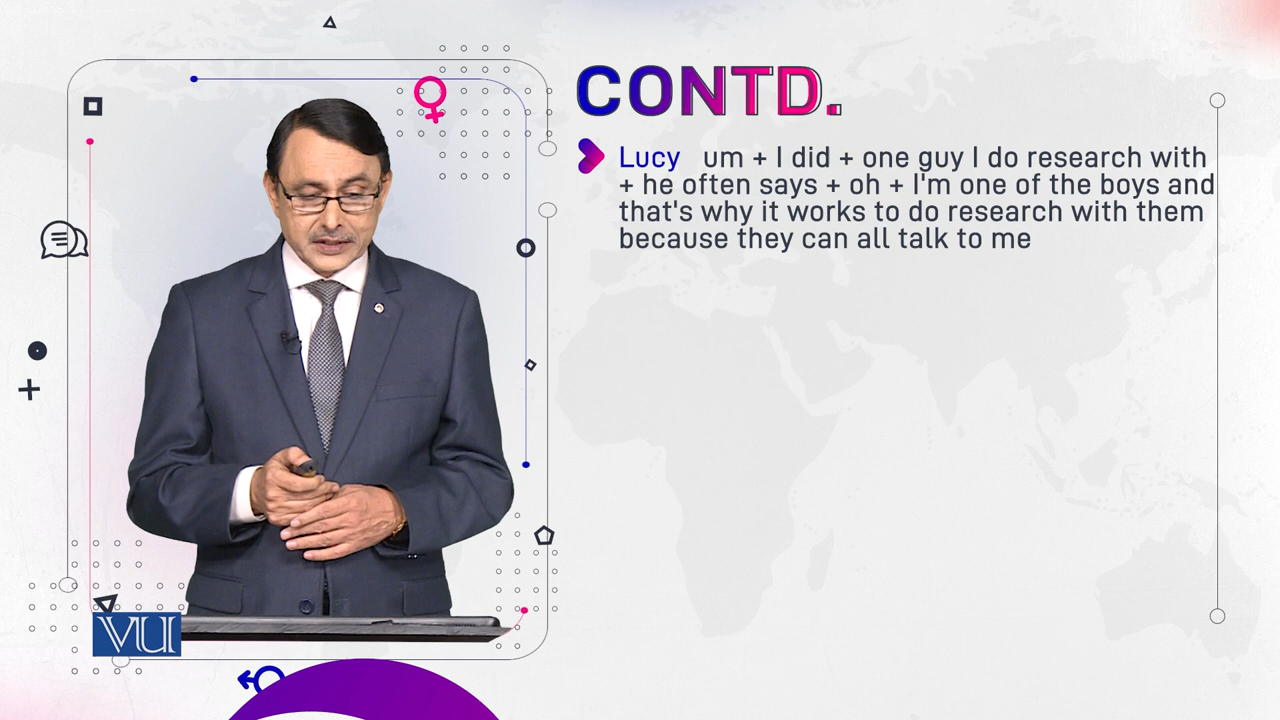 CONTD.
Lucy um + I did + one guy I do research with
+ he often says + oh + I'm one of the boys and
that's why it works to do research with them
because they can all talk to me
VU